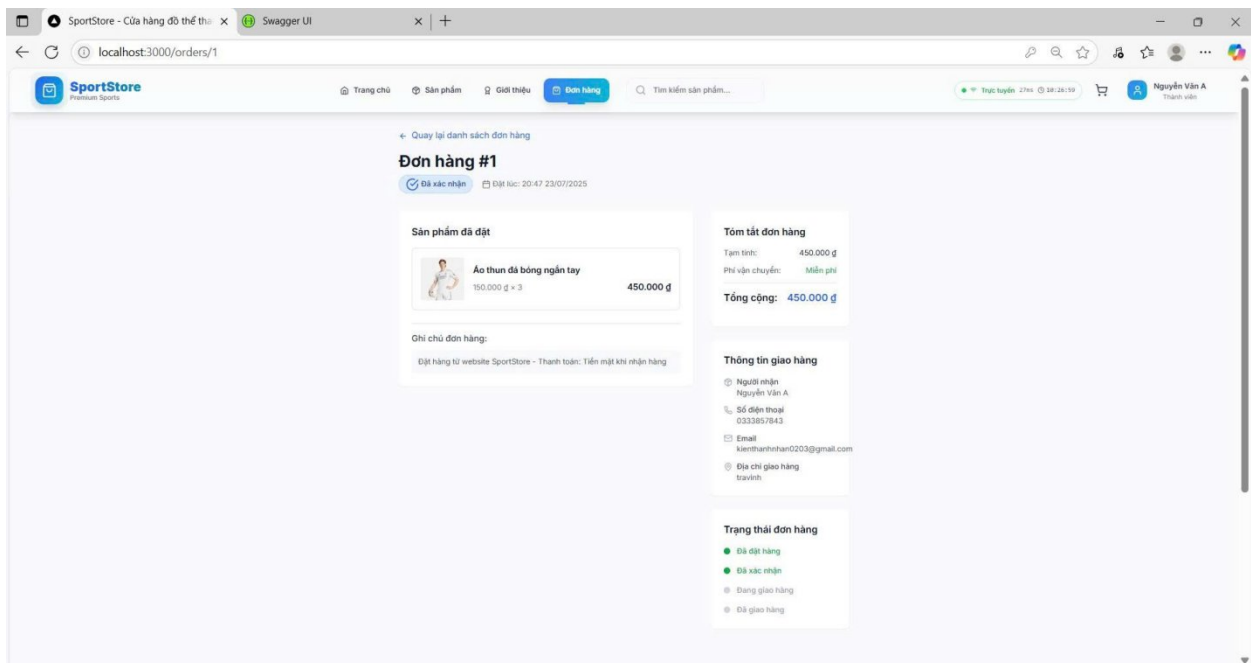 SportStore - Cửa hàng đồ thể tha
Swagger UI
localhost:3000/orders/1
SportStore
Premium Sports
Trang chủ
Sản phẩm
Giới thiệu
Đơn hàng
Tìm kiếm sản phẩm...
Trực tuyến 27ms
Nguyễn Văn A
Thành viên
← Quay lại danh sách đơn hàng
Đơn hàng #1
Đã xác nhận
Đặt lúc: 20:47 23/07/2025
Sản phẩm đã đặt
Áo thun đá bóng ngắn tay
150.000 ₫ × 3
450.000 ₫
Ghi chú đơn hàng:
Đặt hàng từ website SportStore - Thanh toán: Tiền mặt khi nhận hàng
Tóm tắt đơn hàng
Tạm tính: 450.000 ₫
Phí vận chuyển: Miễn phí
Tổng cộng: 450.000 ₫
Thông tin giao hàng
Người nhận
Nguyễn Văn A
Số điện thoại
0333857843
Email
kienthanhnhan0203@gmail.com
Địa chỉ giao hàng
travinh
Trạng thái đơn hàng
Đã đặt hàng
Đã xác nhận
Đang giao hàng
Đã giao hàng